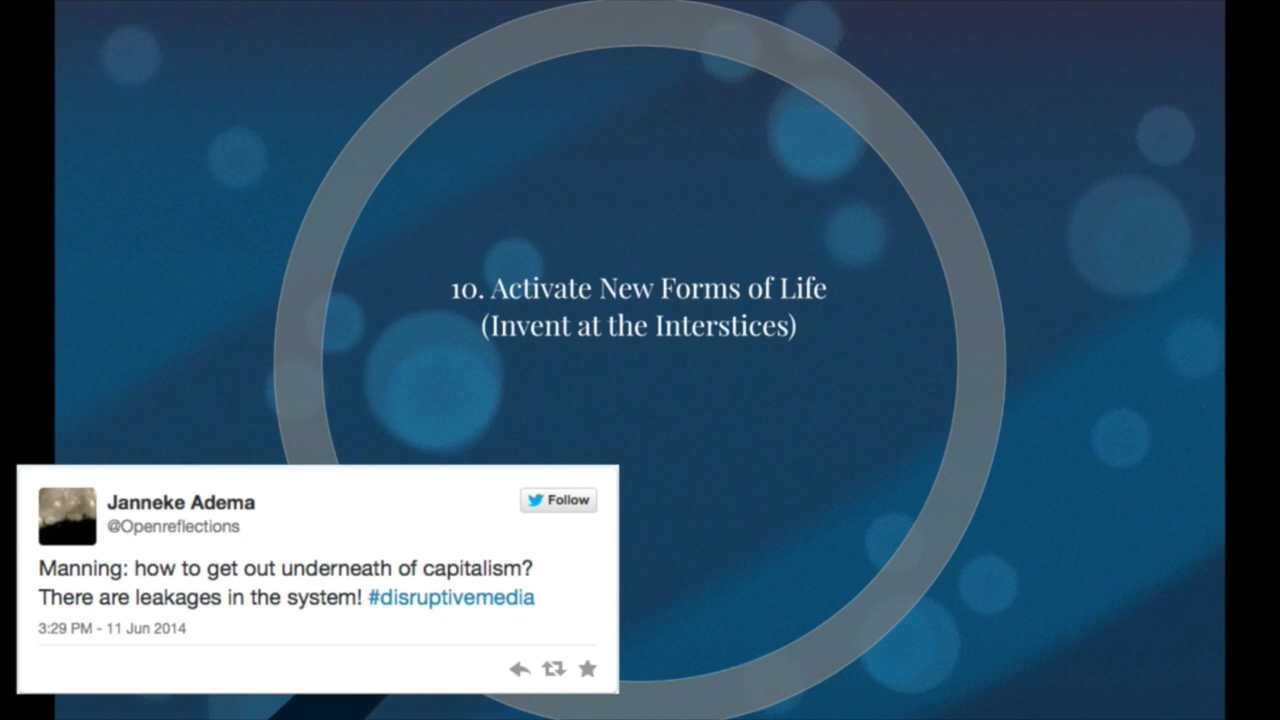 10. Activate New Forms of Life
(Invent at the Interstices)
Janneke Adema
@Openreflections
Follow
Manning: how to get out underneath of capitalism?
There are leakages in the system! #disruptivemedia
3:29 PM - 11 Jun 2014